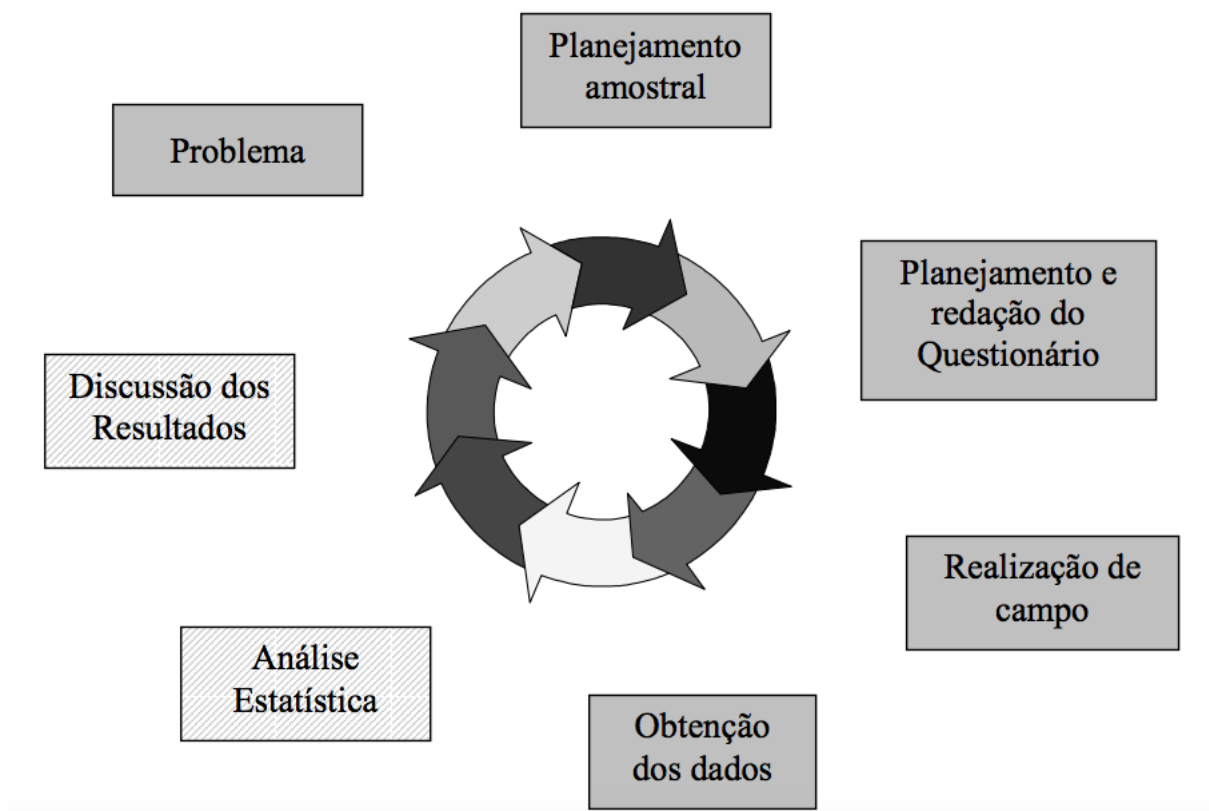 Planejamento
amostral
Problema
Planejamento e
redação do
Questionário
Discussão dos
Resultados
Realização de
campo
Análise
Estatística
Obtenção
dos dados